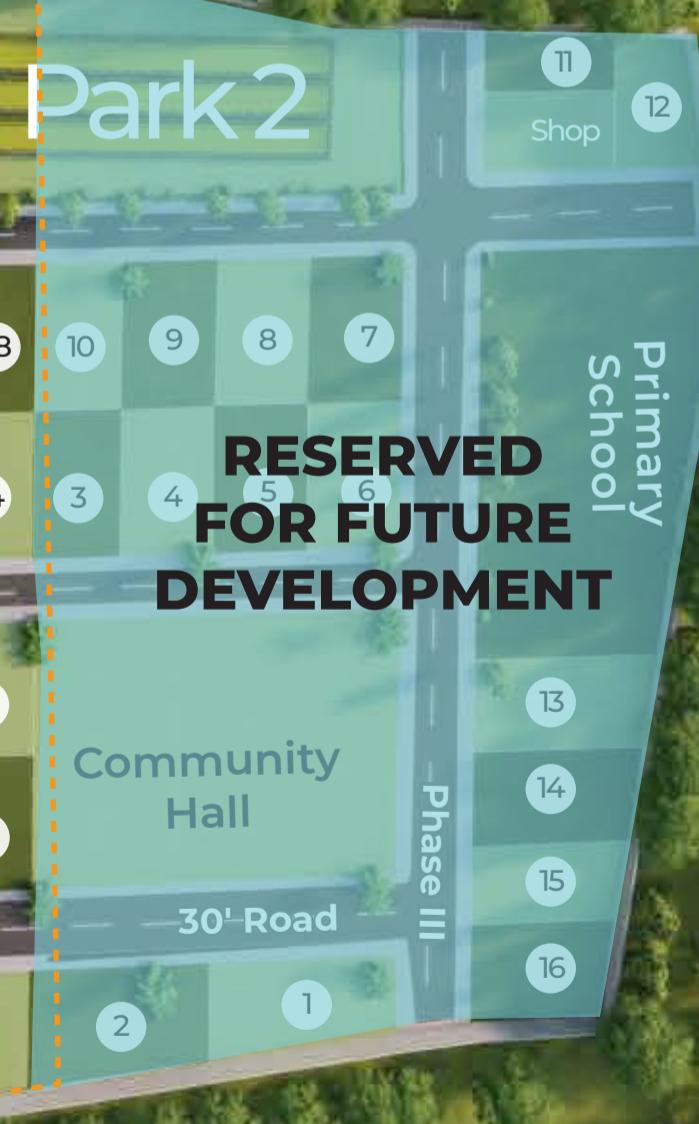 Park 2
11
12
Shop
8
10
9
8
7
Primary
School
RESERVED
FOR FUTURE
DEVELOPMENT
3
4
5
6
13
Community
Hall
14
Phase III
15
30' Road
16
1
2